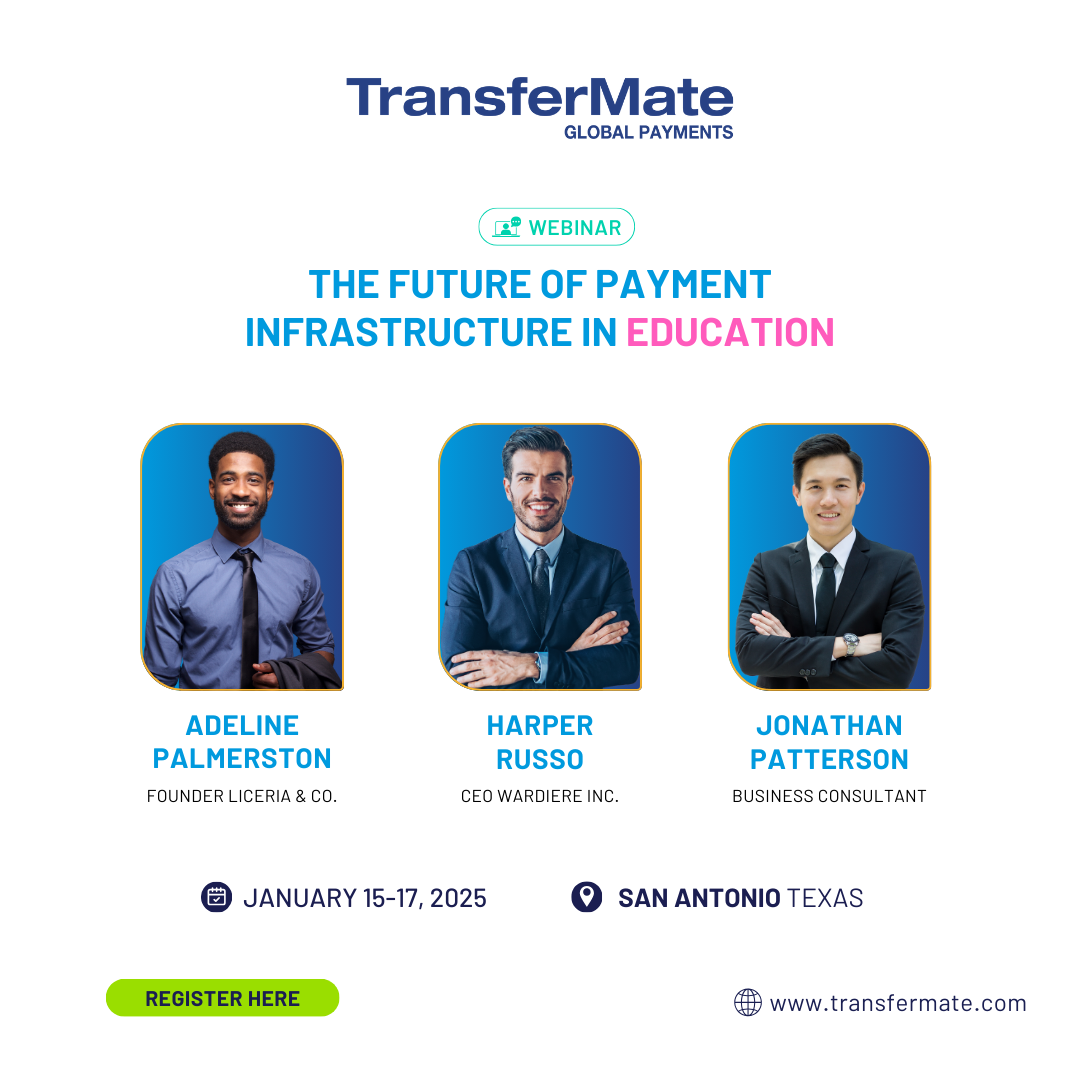 TransferMate
GLOBAL PAYMENTS
WEBINAR
THE FUTURE OF PAYMENT
INFRASTRUCTURE IN EDUCATION
ADELINE
PALMERSTON
FOUNDER LICERIA & CO.
HARPER
RUSSO
CEO WARDIERE INC.
JONATHAN
PATTERSON
BUSINESS CONSULTANT
JANUARY 15-17, 2025
SAN ANTONIO TEXAS
REGISTER HERE
www.transfermate.com